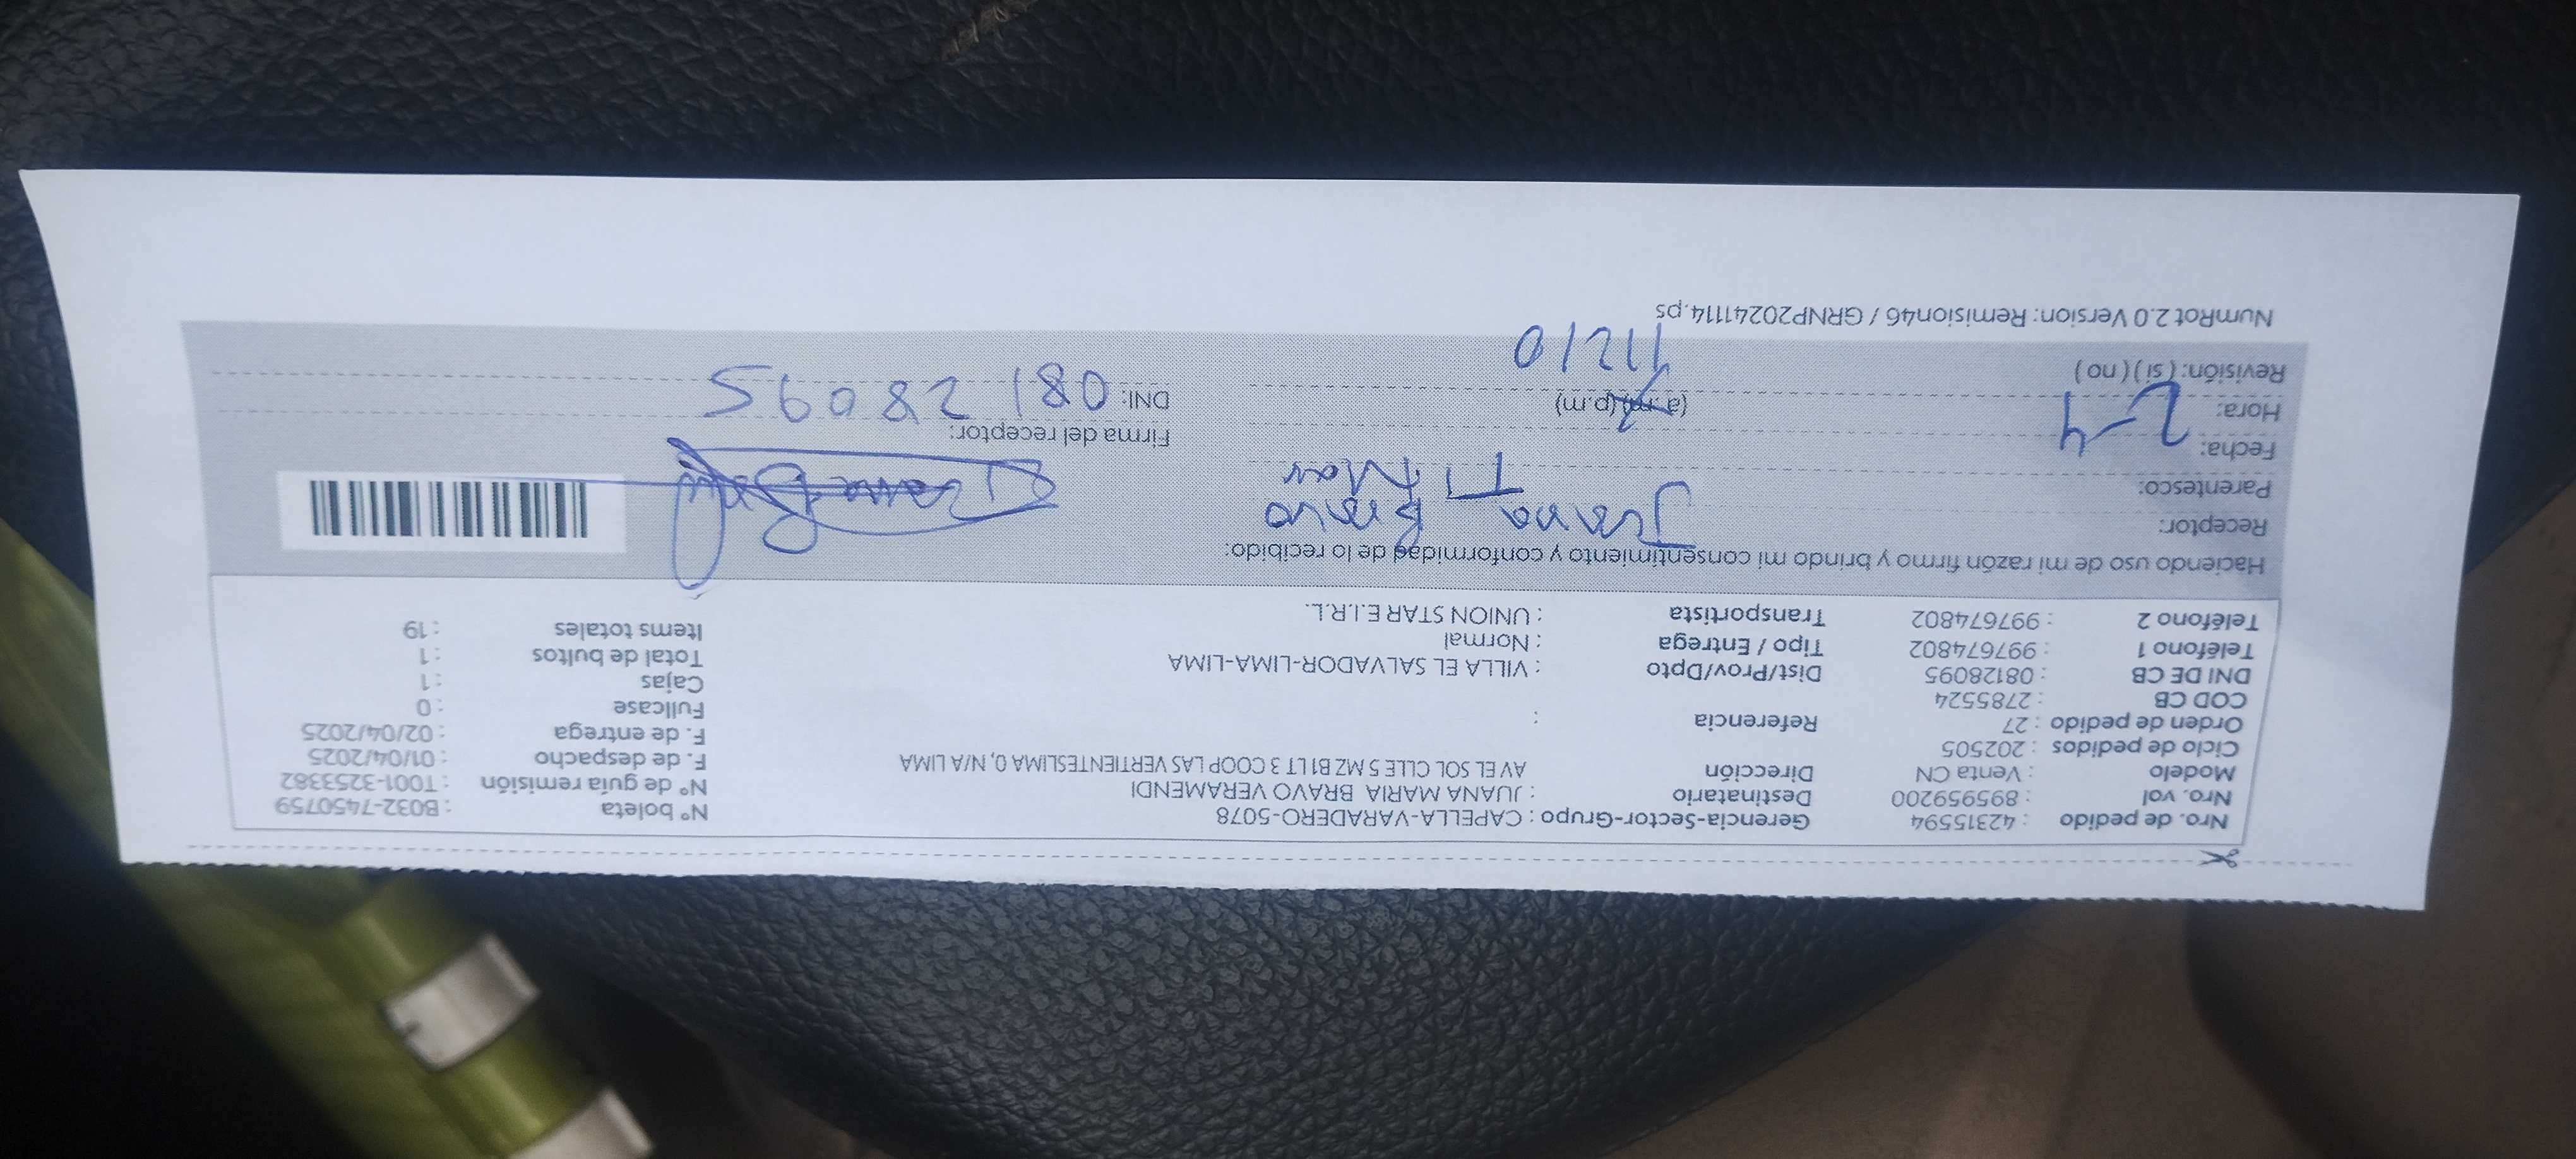 Nro. de pedido : 42315594 Gerencia-Sector-Grupo : CAPELLA-VARADERO-5078 N° boleta : B032-7450759
Nro. vol : 8959959200 Destinatario : JUANA MARIA BRAVO VERAMENDI N° de guía remisión : T001-3253382
Modelo : Venta CN Dirección AV EL SOL CLLE 5 MZ B1 LT 3 COOP LAS VERTIENTESLIMA 0, N/A LIMA F. de despacho : 01/04/2025
Ciclo de pedidos : 202505 F. de entrega : 02/04/2025
Orden de pedido : 27 Referencia : Fullcase : 0
COD CB : 2785524 Cajas : 1
DNI DE CB : 08128095 Dist/Prov/Dpto : VILLA EL SALVADOR-LIMA-LIMA Total de bultos : 1
Teléfono 1 : 997674802 Tipo / Entrega : Normal Items totales : 19
Teléfono 2 : 997674802 Transportista : UNION STAR E.I.R.L.
Haciendo uso de mi razón firmo y brindo mi consentimiento y conformidad de lo recibido:
Receptor: Juana Bravo
Parentesco:
Fecha: 2-4 Firma del receptor:
Hora: (a.m) (p.m) DNI: 08128095
Revisión: ( si ) ( no )
NumRot 2.0 Version: Remision46 / GRNP20241114.ps